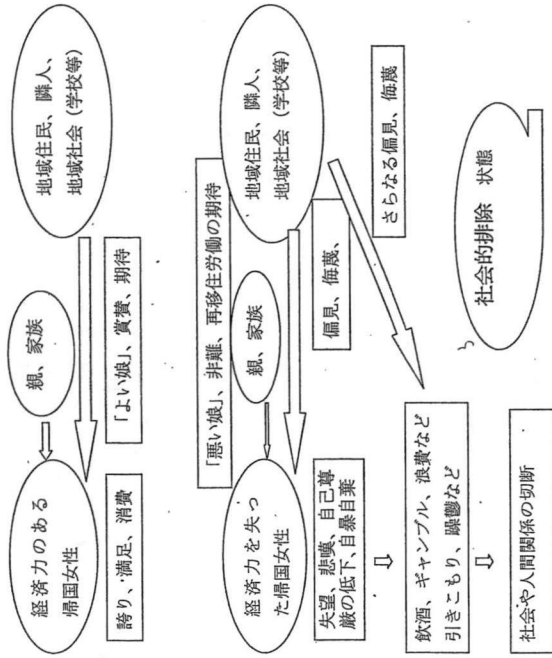 経済力のある
帰国女性
親、家族
地域住民、隣人、
地域社会（学校等）
「よい娘」、賞賛、期待
誇り、満足、消費
「悪い娘」、非難、再移住労働の期待
経済力を失っ
た帰国女性
親、家族
地域住民、隣人、
地域社会（学校等）
偏見、侮蔑、
さらなる偏見、侮蔑
失望、悲嘆、自己尊
厳の低下、自暴自棄
飲酒、ギャンブル、浪費など
引きこもり、躁鬱など
社会や人間関係の切断
社会的排除 状態